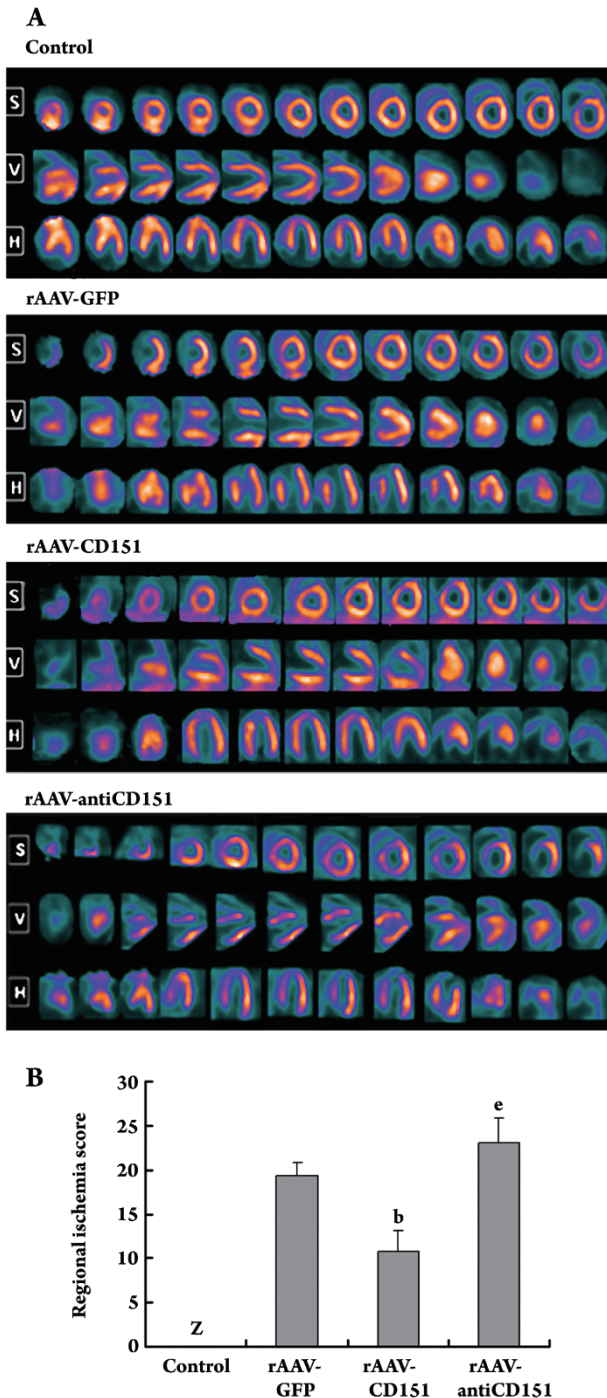 A
Control
S
V
H
rAAV-GFP
S
V
H
rAAV-CD151
S
V
H
rAAV-antiCD151
S
V
H
B
30
25
20
15
10
5
0
Regional ischemia score
Z
b
e
Control
rAAV-
GFP
rAAV-
CD151
rAAV-
antiCD151